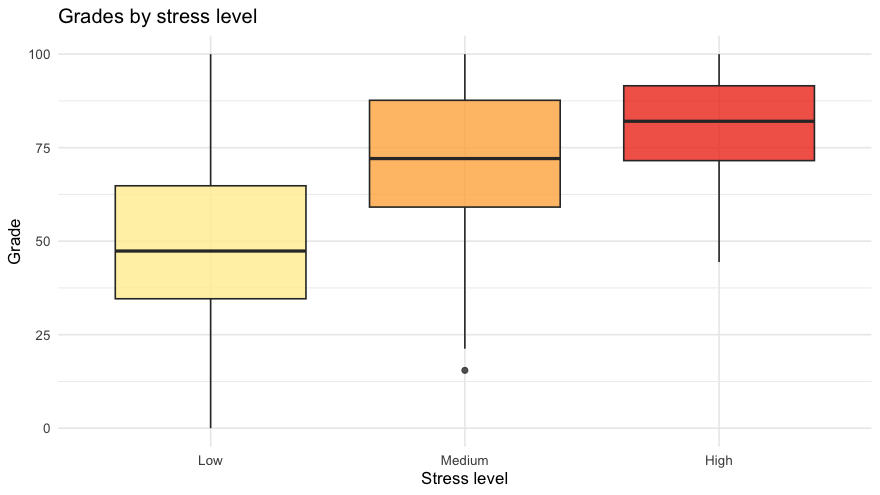 Grades by stress level
100
75
50
25
0
Grade
Low Medium High
Stress level